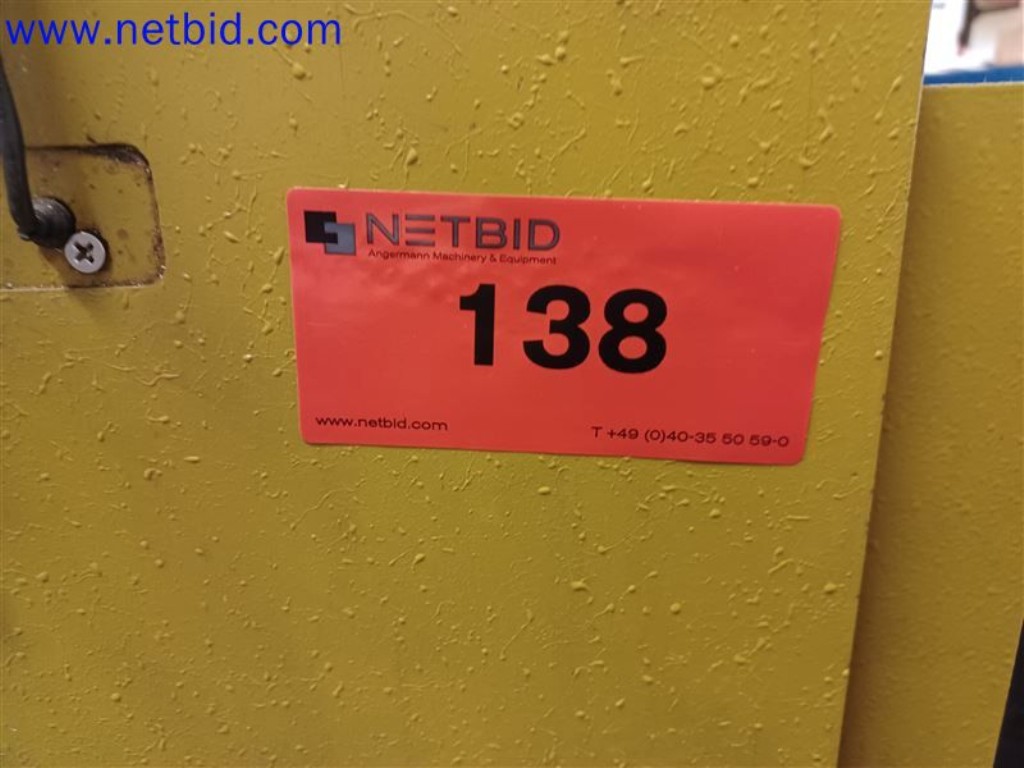 www.netbid.com
NETBID
Angermann Machinery & Equipment
138
www.netbid.com
T +49 (0)40-35 50 59-0